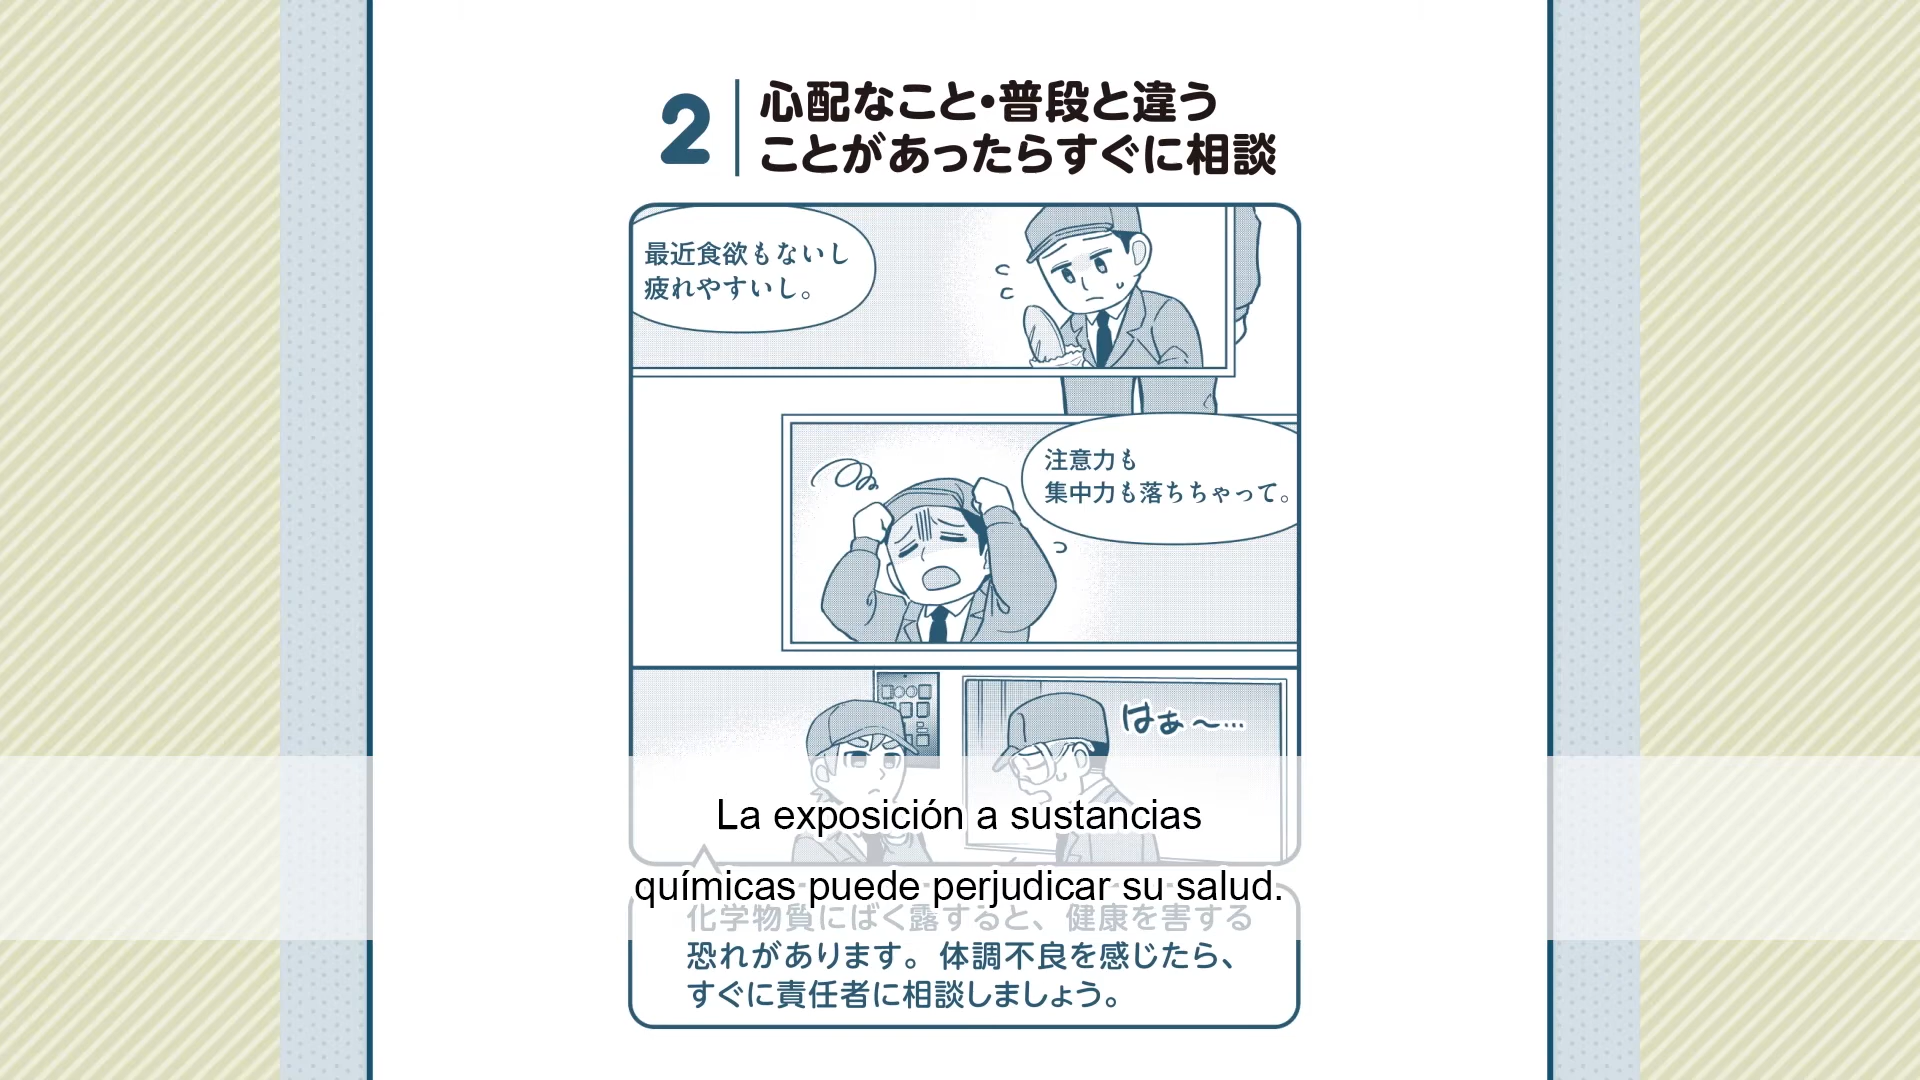 2
心配なこと・普段と違う
ことがあったらすぐに相談
最近食欲もないし
疲れやすいし。
注意力も
集中力も落ちちゃって。
はぁ〜…
La exposición a sustancias
químicas puede perjudicar su salud.
化学物質にばく露すると、健康を害する
恐れがあります。体調不良を感じたら、
すぐに責任者に相談しましょう。